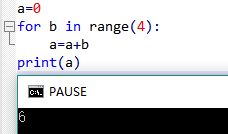 a=0
for b in range(4):
    a=a+b
print(a)
C:\. PAUSE
6